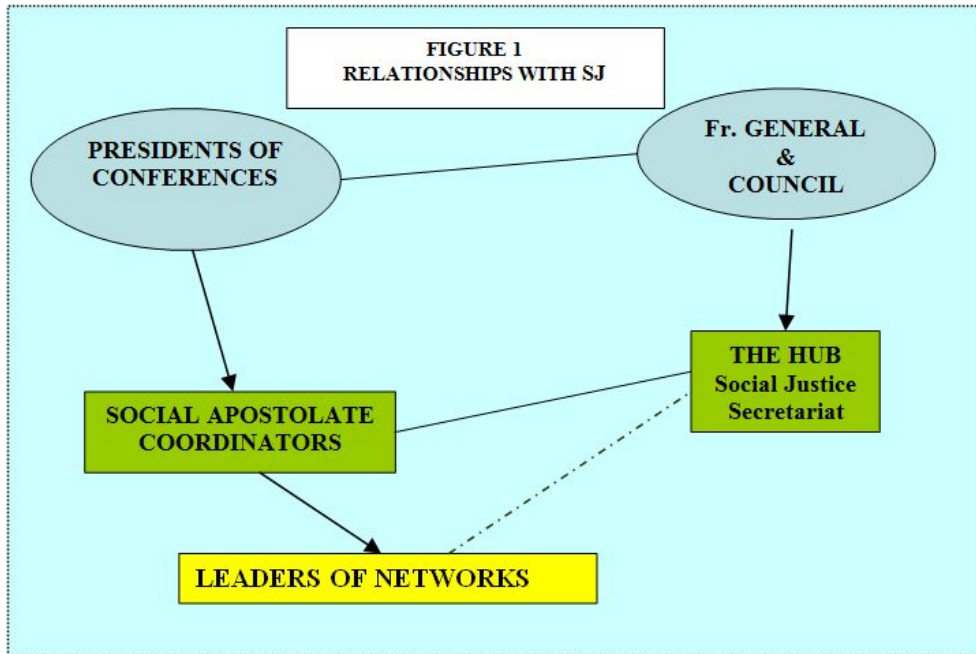 FIGURE 1
RELATIONSHIPS WITH SJ
PRESIDENTS OF
CONFERENCES
Fr. GENERAL
&
COUNCIL
THE HUB
Social Justice
Secretariat
SOCIAL APOSTOLATE
COORDINATORS
LEADERS OF NETWORKS